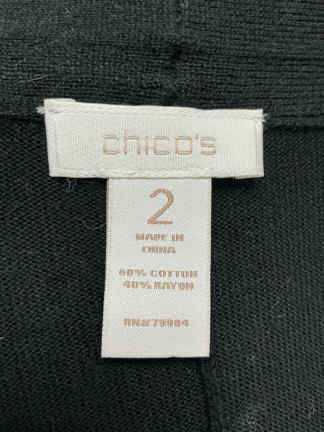 chico's
2
MADE IN
CHINA
60% COTTON
40% RAYON
RN#79984